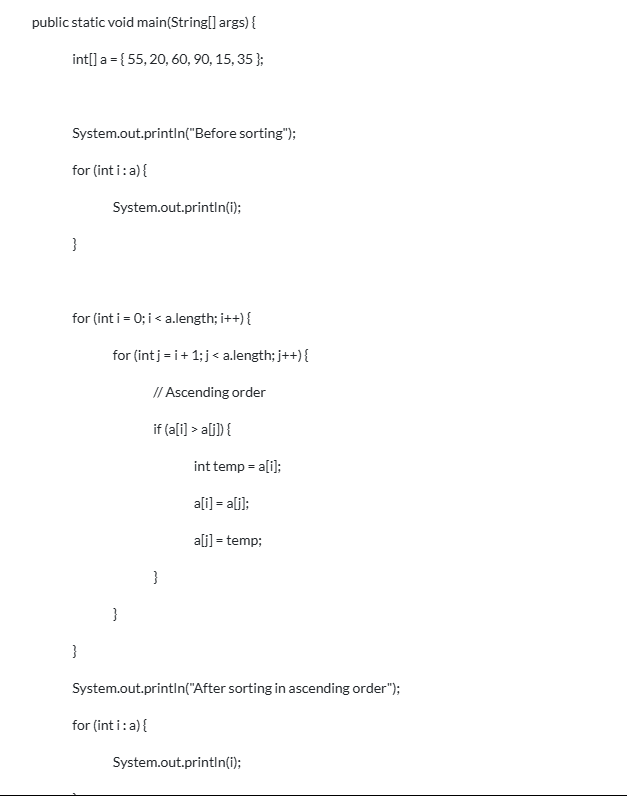 public static void main(String[] args) {
int[] a = { 55, 20, 60, 90, 15, 35 };
System.out.println("Before sorting");
for (int i : a) {
System.out.println(i);
}
for (int i = 0; i < a.length; i++) {
for (int j = i + 1; j < a.length; j++) {
// Ascending order
if (a[i] > a[j]) {
int temp = a[i];
a[i] = a[j];
a[j] = temp;
}
}
}
System.out.println("After sorting in ascending order");
for (int i : a) {
System.out.println(i);